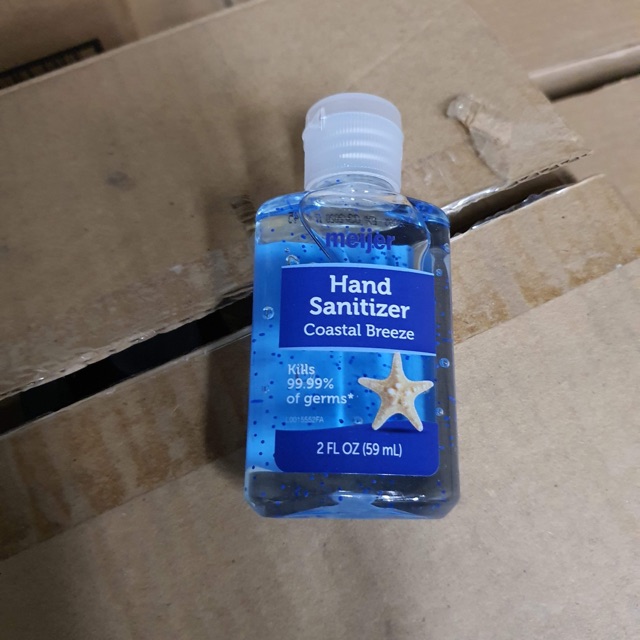 meijer
Hand
Sanitizer
Coastal Breeze
Kills
99.99%
of germs*
2 FL OZ (59 mL)